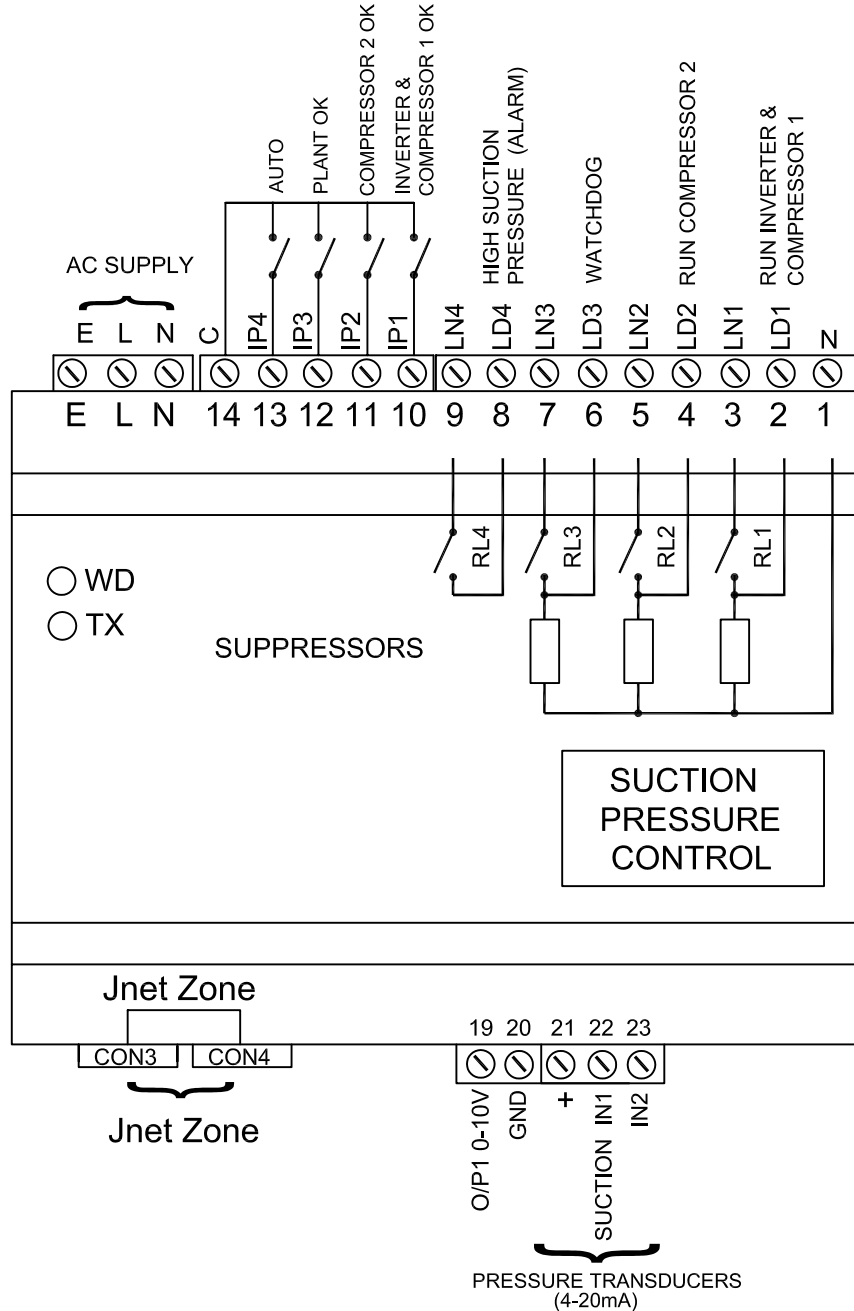 AUTO
PLANT OK
COMPRESSOR 2 OK
INVERTER &
COMPRESSOR 1 OK
HIGH SUCTION
PRESSURE (ALARM)
WATCHDOG
RUN COMPRESSOR 2
RUN INVERTER &
COMPRESSOR 1
AC SUPPLY
E L N C IP4 IP3 IP2 IP1 LN4 LD4 LN3 LD3 LN2 LD2 LN1 LD1 N
E L N 14 13 12 11 10 9 8 7 6 5 4 3 2 1
RL4 RL3 RL2 RL1
WD
TX
SUPPRESSORS
SUCTION
PRESSURE
CONTROL
Jnet Zone
CON3 CON4
Jnet Zone
19 20 21 22 23
O/P1 0-10V
GND
+
SUCTION IN1
IN2
PRESSURE TRANSDUCERS
(4-20mA)